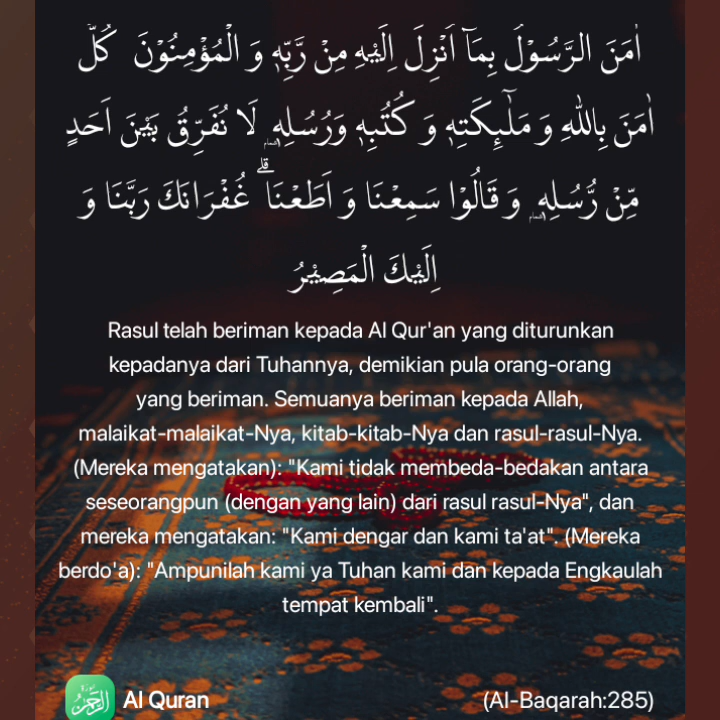 اٰمَنَ الرَّسُوْلُ بِمَآ اُنْزِلَ اِلَيْهِ مِنْ رَّبِّهٖ وَ الْمُؤْمِنُوْنَ ؕ كُلٌّ
اٰمَنَ بِاللّٰهِ وَ مَلٰٓىِٕكَتِهٖ وَ كُتُبِهٖ وَرُسُلِهٖ ۫ لَا نُفَرِّقُ بَيْنَ اَحَدٍ
مِّنْ رُّسُلِهٖ ۫ وَ قَالُوْا سَمِعْنَا وَ اَطَعْنَا ۗ۫ غُفْرَانَكَ رَبَّنَا وَ
اِلَيْكَ الْمَصِيْرُ
Rasul telah beriman kepada Al Qur'an yang diturunkan
kepadanya dari Tuhannya, demikian pula orang-orang
yang beriman. Semuanya beriman kepada Allah,
malaikat-malaikat-Nya, kitab-kitab-Nya dan rasul-rasul-Nya.
(Mereka mengatakan): "Kami tidak membeda-bedakan antara
seseorangpun (dengan yang lain) dari rasul rasul-Nya", dan
mereka mengatakan: "Kami dengar dan kami ta'at". (Mereka
berdo'a): "Ampunilah kami ya Tuhan kami dan kepada Engkaulah
tempat kembali".
Al Quran (Al-Baqarah:285)